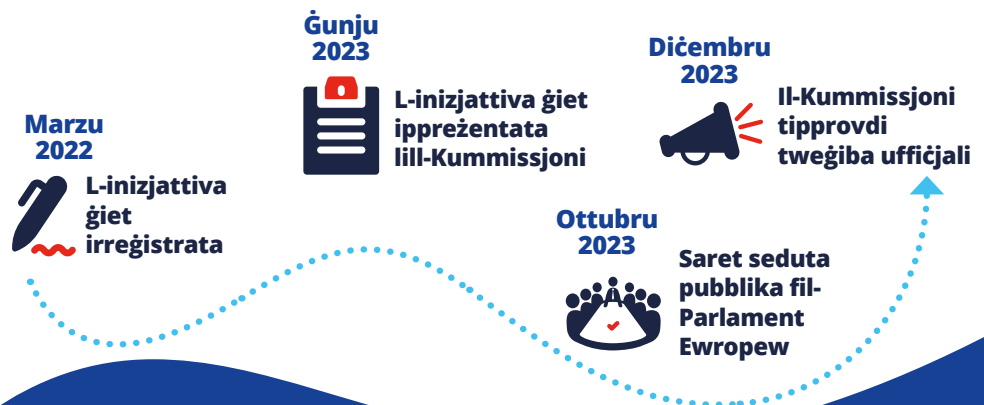 Marzu
2022
L-inizjattiva
ġiet
irreġistrata
Ġunju
2023
L-inizjattiva ġiet
ippreżentata
lill-Kummissjoni
Ottubru
2023
Saret seduta
pubblika fil-
Parlament
Ewropew
Diċembru
2023
Il-Kummissjoni
tipprovdi
tweġiba uffiċjali